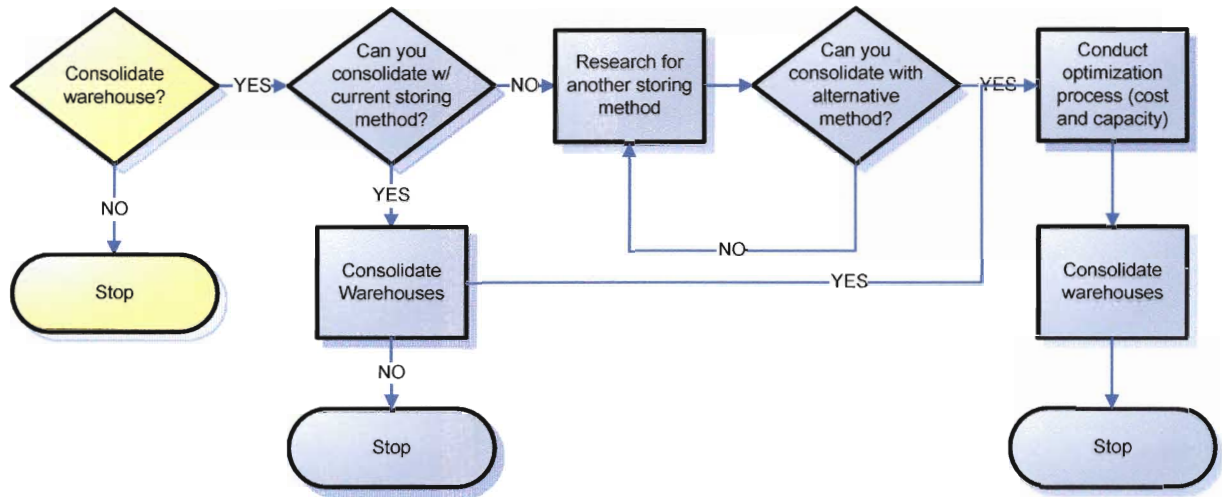 Consolidate
warehouse?
YES
NO
Stop
Can you
consolidate w/
current storing
method?
NO
YES
Consolidate
Warehouses
NO
Stop
Research for
another storing
method
Can you
consolidate with
alternative
method?
NO
YES
YES
Conduct
optimization
process (cost
and capacity)
Consolidate
warehouses
Stop